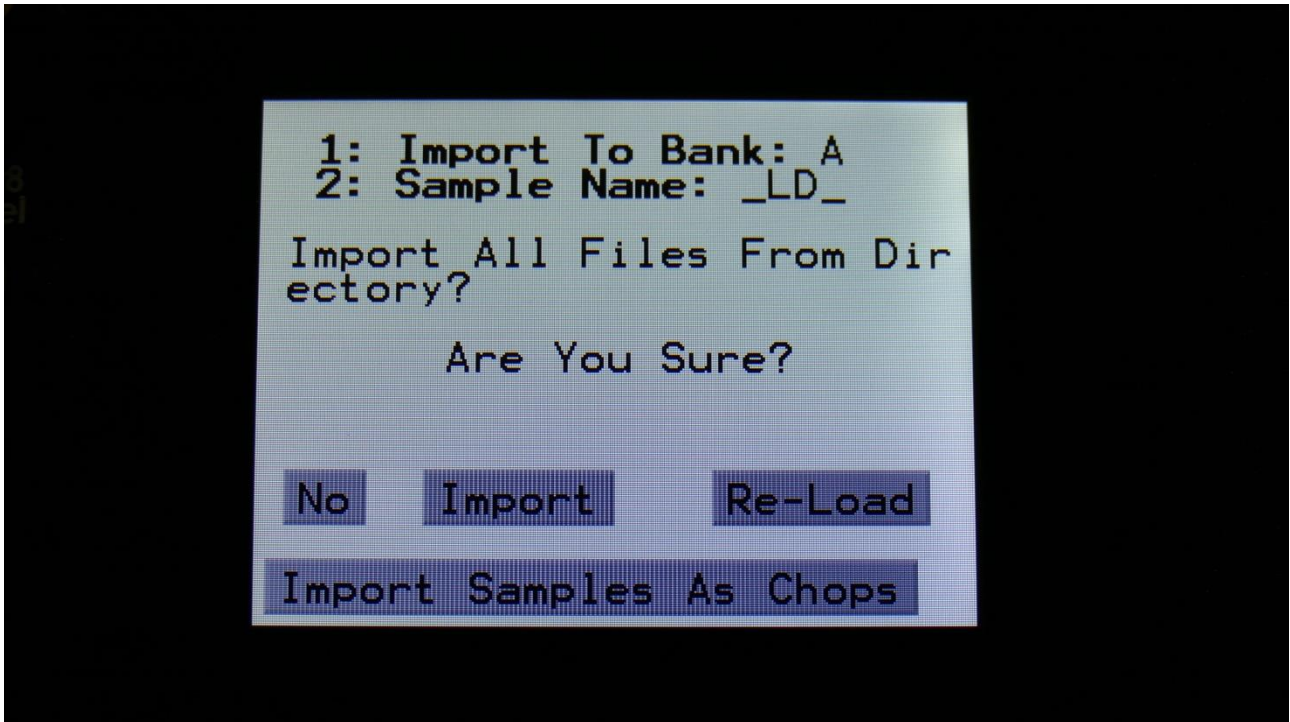 1: Import To Bank: A
2: Sample Name: _LD_
Import All Files From Dir
ectory?
Are You Sure?
No Import Re-Load
Import Samples As Chops